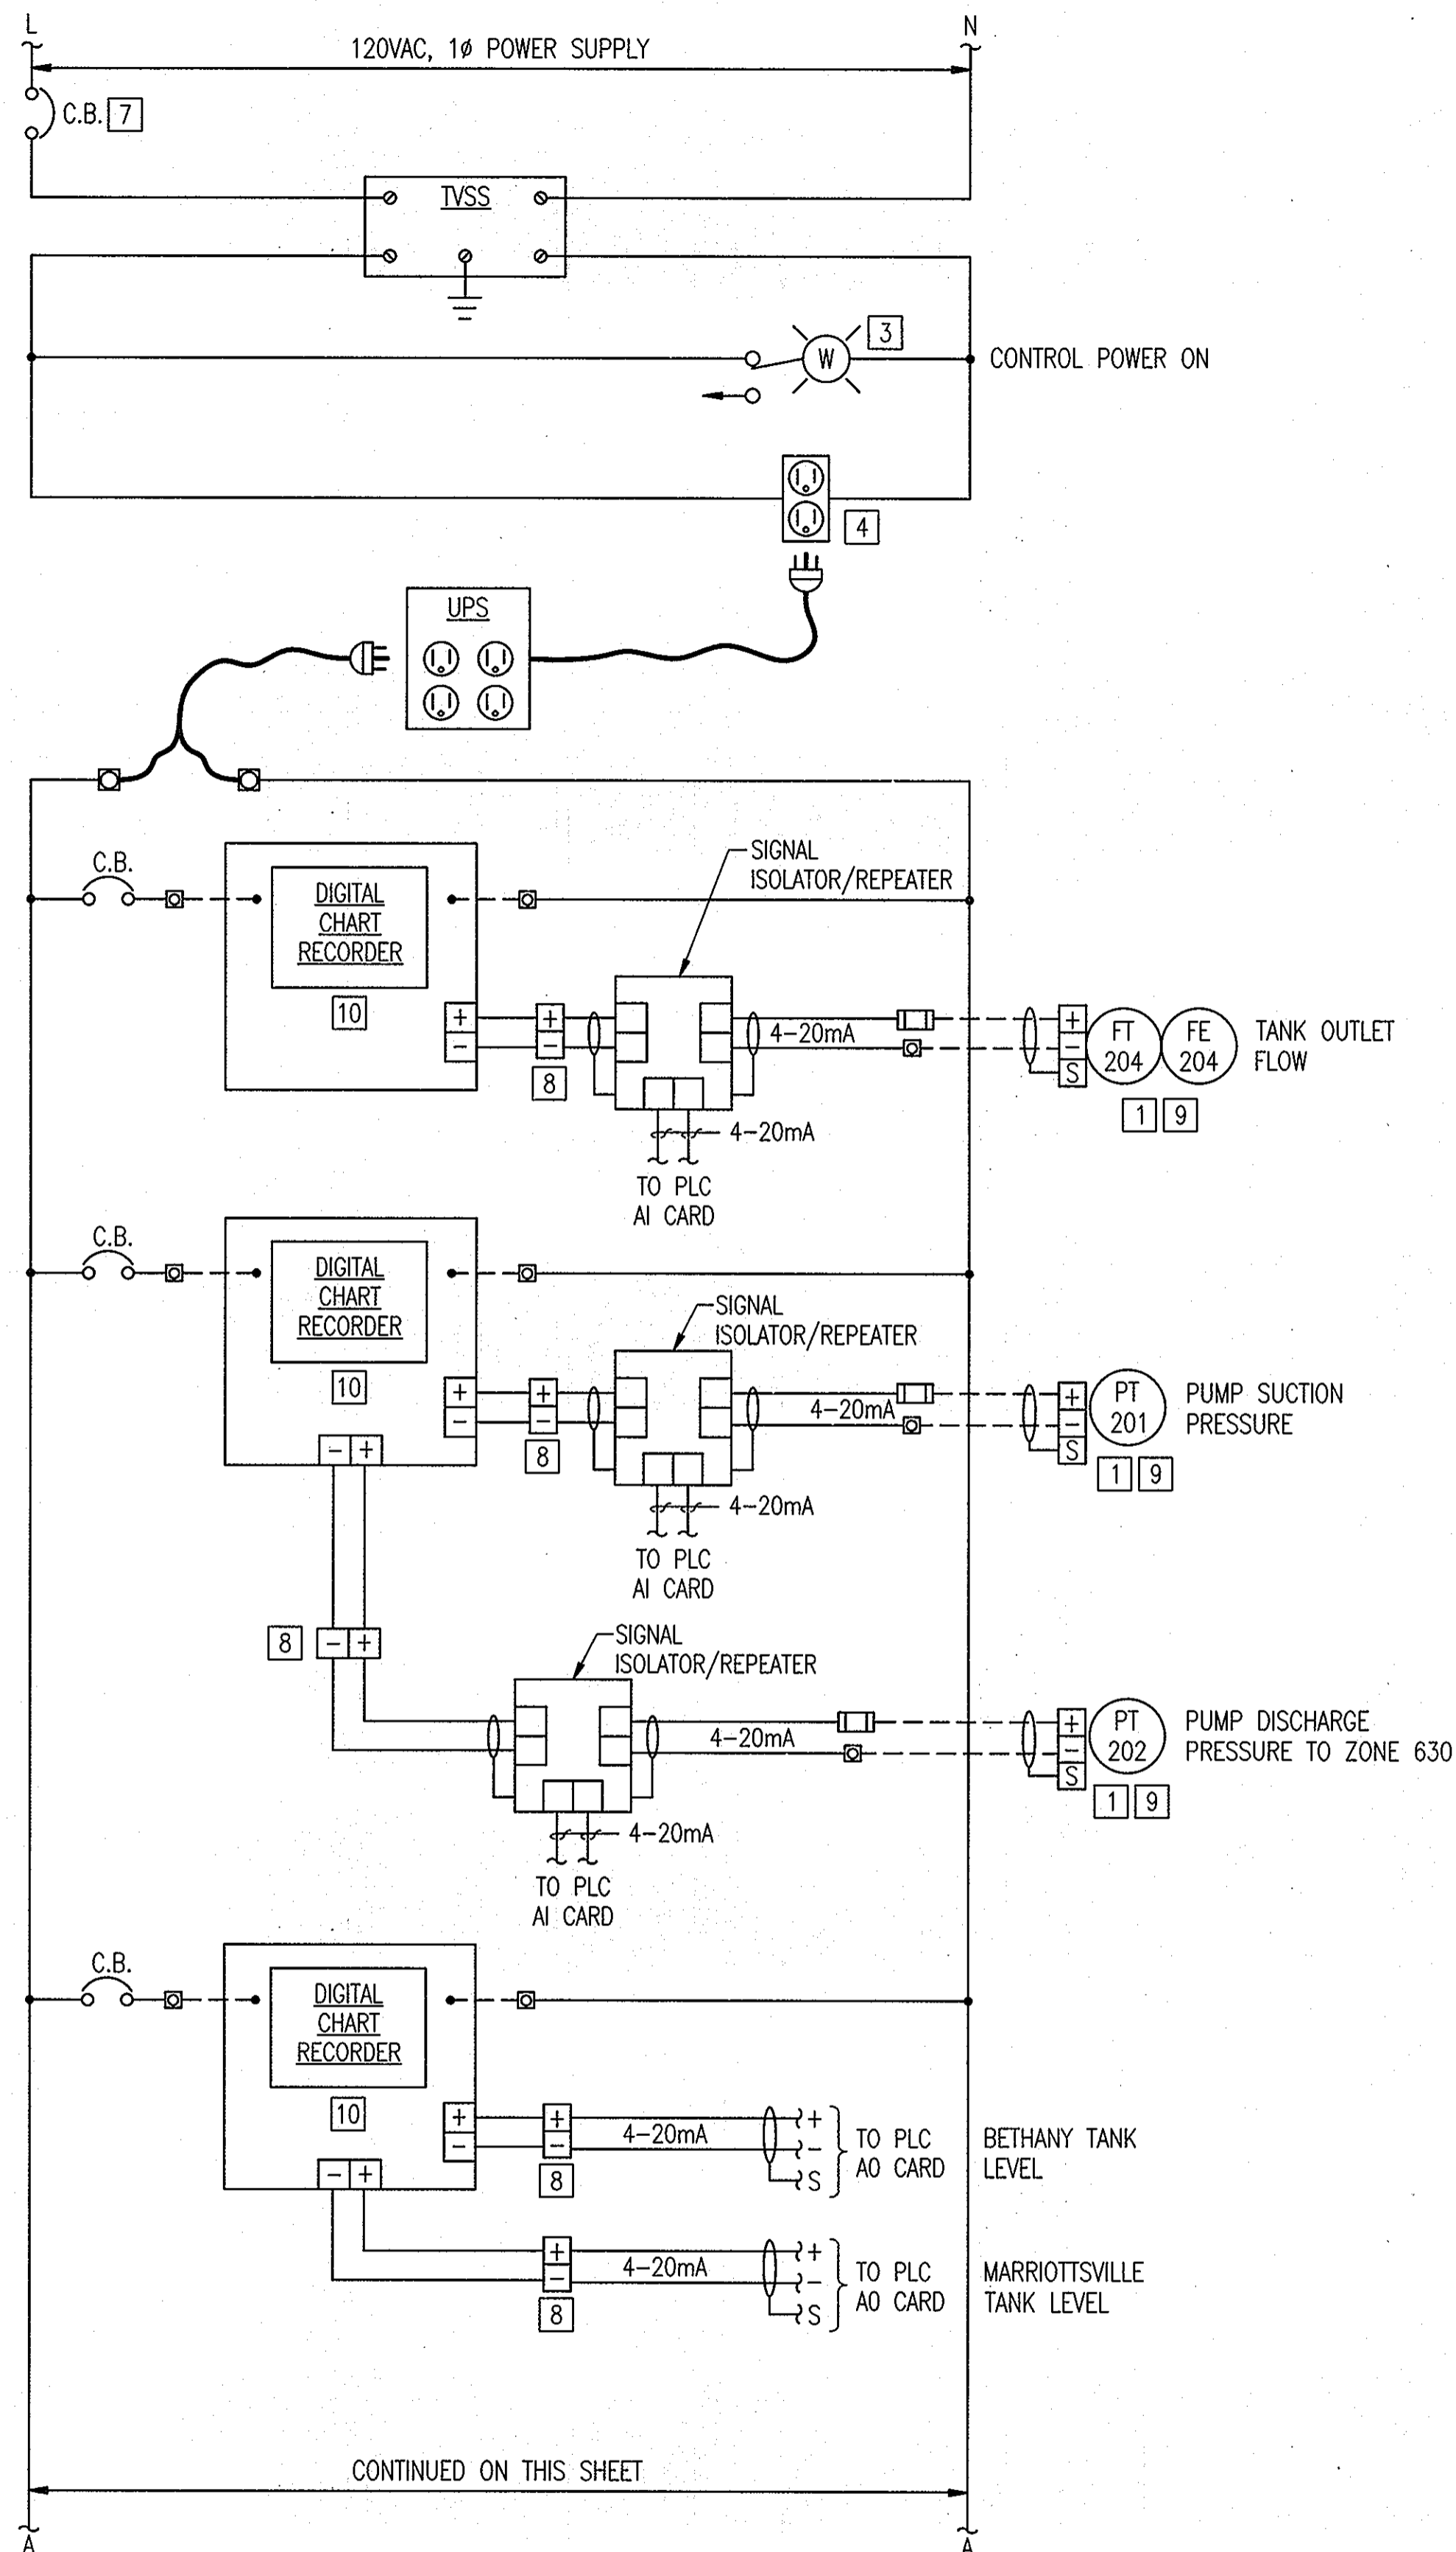 L
N
120VAC, 1ø POWER SUPPLY
C.B. 7
TVSS
3
W
CONTROL POWER ON
4
UPS
C.B.
DIGITAL
CHART
RECORDER
10
SIGNAL
ISOLATOR/REPEATER
+
-
+
-
8
4-20mA
+
-
S
FT
204
FE
204
TANK OUTLET
FLOW
1 9
4-20mA
TO PLC
AI CARD
C.B.
DIGITAL
CHART
RECORDER
10
SIGNAL
ISOLATOR/REPEATER
+
-
+
-
8
4-20mA
+
-
S
PT
201
PUMP SUCTION
PRESSURE
1 9
- +
4-20mA
TO PLC
AI CARD
8
- +
SIGNAL
ISOLATOR/REPEATER
4-20mA
+
-
S
PT
202
PUMP DISCHARGE
PRESSURE TO ZONE 630
1 9
4-20mA
TO PLC
AI CARD
C.B.
DIGITAL
CHART
RECORDER
10
+
-
+
-
8
4-20mA
+
-
S
TO PLC
AO CARD
BETHANY TANK
LEVEL
- +
+
-
8
4-20mA
+
-
S
TO PLC
AO CARD
MARRIOTTSVILLE
TANK LEVEL
CONTINUED ON THIS SHEET
A
A